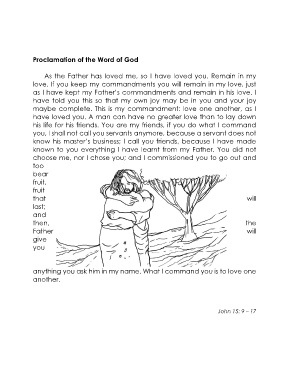 Proclamation of the Word of God
As the Father has loved me, so I have loved you. Remain in my
love. If you keep my commandments you will remain in my love, just
as I have kept my Father's commandments and remain in his love. I
have told you this so that my own joy may be in you and your joy
maybe complete. This is my commandment: love one another, as I
have loved you. A man can have no greater love than to lay down
his life for his friends. You are my friends, if you do what I command
you, I shall not call you servants anymore, because a servant does not
know his master's business; I call you friends, because I have made
known to you everything I have learnt from my Father. You did not
choose me, nor I chose you; and I commissioned you to go out and
too
bear
fruit,
fruit
that will
last;
and
then, the
Father will
give
you
anything you ask him in my name. What I command you is to love one
another.
John 15: 9 – 17